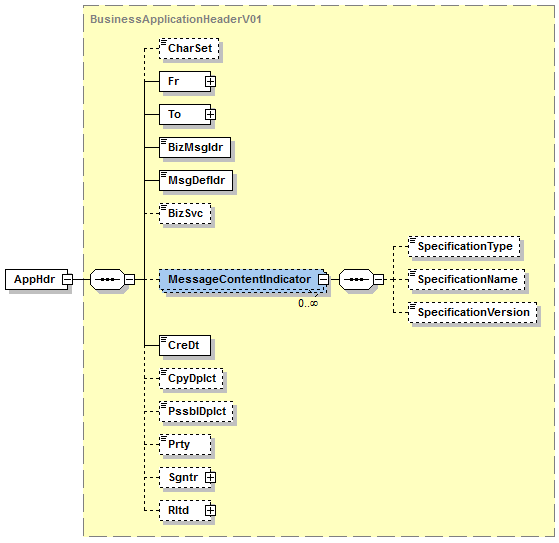 BusinessApplicationHeaderV01
CharSet
Fr
To
BizMsgIdr
MsgDefIdr
BizSvc
AppHdr
MessageContentIndicator
0..∞
SpecificationType
SpecificationName
SpecificationVersion
CreDt
CpyDplct
PssblDplct
Prty
Sgntr
Rltd